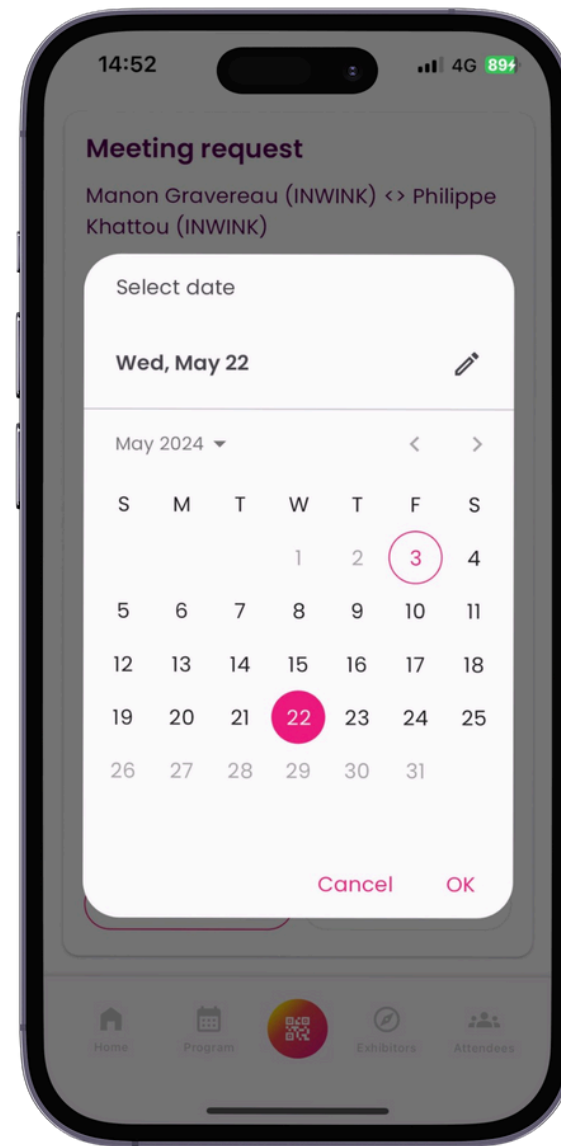 14:52 4G 89
Meeting request
Manon Gravereau (INWINK) <> Philippe
Khattou (INWINK)
Select date
Wed, May 22
May 2024
S M T W T F S
1 2 3 4
5 6 7 8 9 10 11
12 13 14 15 16 17 18
19 20 21 22 23 24 25
26 27 28 29 30 31
Cancel OK
Home Program Exhibitors Attendees